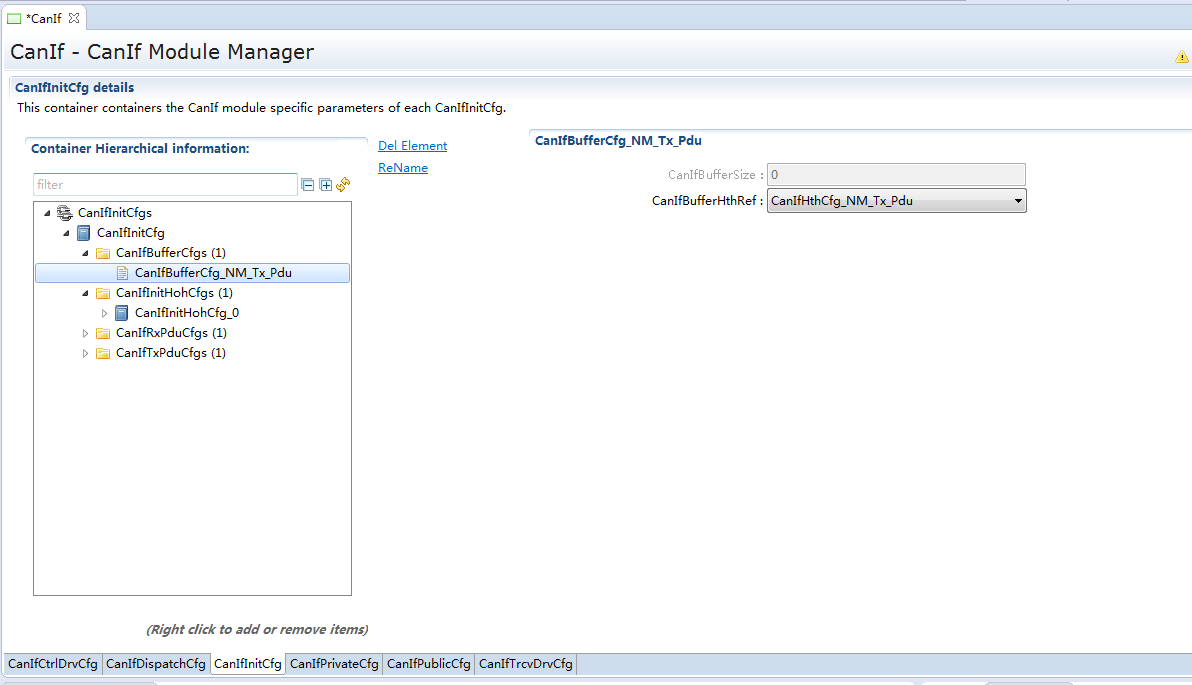 *CanIf
CanIf - CanIf Module Manager
CanIfInitCfg details
This container containers the CanIf module specific parameters of each CanIfInitCfg.
Container Hierarchical information:
filter
CanIfInitCfgs
CanIfInitCfg
CanIfBufferCfgs (1)
CanIfBufferCfg_NM_Tx_Pdu
CanIfInitHohCfgs (1)
CanIfInitHohCfg_0
CanIfRxPduCfgs (1)
CanIfTxPduCfgs (1)
(Right click to add or remove items)
Del Element
ReName
CanIfBufferCfg_NM_Tx_Pdu
CanIfBufferSize : 0
CanIfBufferHthRef : CanIfHthCfg_NM_Tx_Pdu
CanIfCtrlDrvCfg CanIfDispatchCfg CanIfInitCfg CanIfPrivateCfg CanIfPublicCfg CanIfTrcvDrvCfg